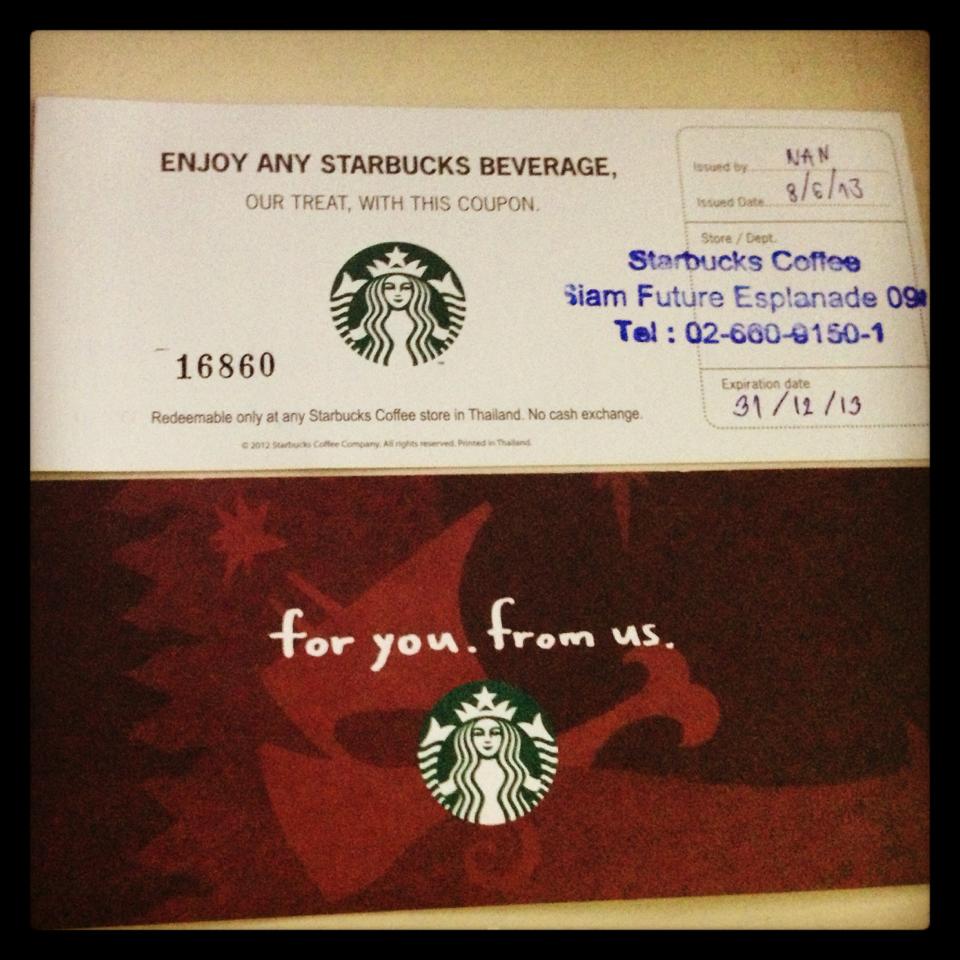 ENJOY ANY STARBUCKS BEVERAGE,
OUR TREAT, WITH THIS COUPON.
16860
Redeemable only at any Starbucks Coffee store in Thailand. No cash exchange.
© 2012 Starbucks Coffee Company. All rights reserved. Printed in Thailand.
Issued by NAN
Issued Date 8/6/13
Store / Dept.
Starbucks Coffee
Siam Future Esplanade
Tel : 02-660-9150-1
Expiration date
31/12/13
for you. from us.